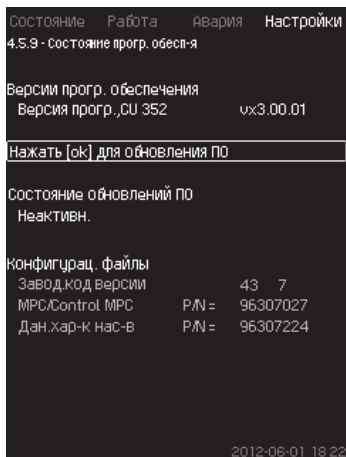 Состояние Работа Авария Настройки
4.5.9 - Состояние прогр. обесп-я
Версии прогр. обеспечения
Версия прогр.,CU 352 vx3.00.01
Нажать [ok] для обновления ПО
Состояние обновлений ПО
Неактивн.
Конфигурац. файлы
Завод.код версии 43 7
MPC/Control MPC P/N = 96307027
Дан.хар-к нас-в P/N = 96307224
2012-06-01 18:22